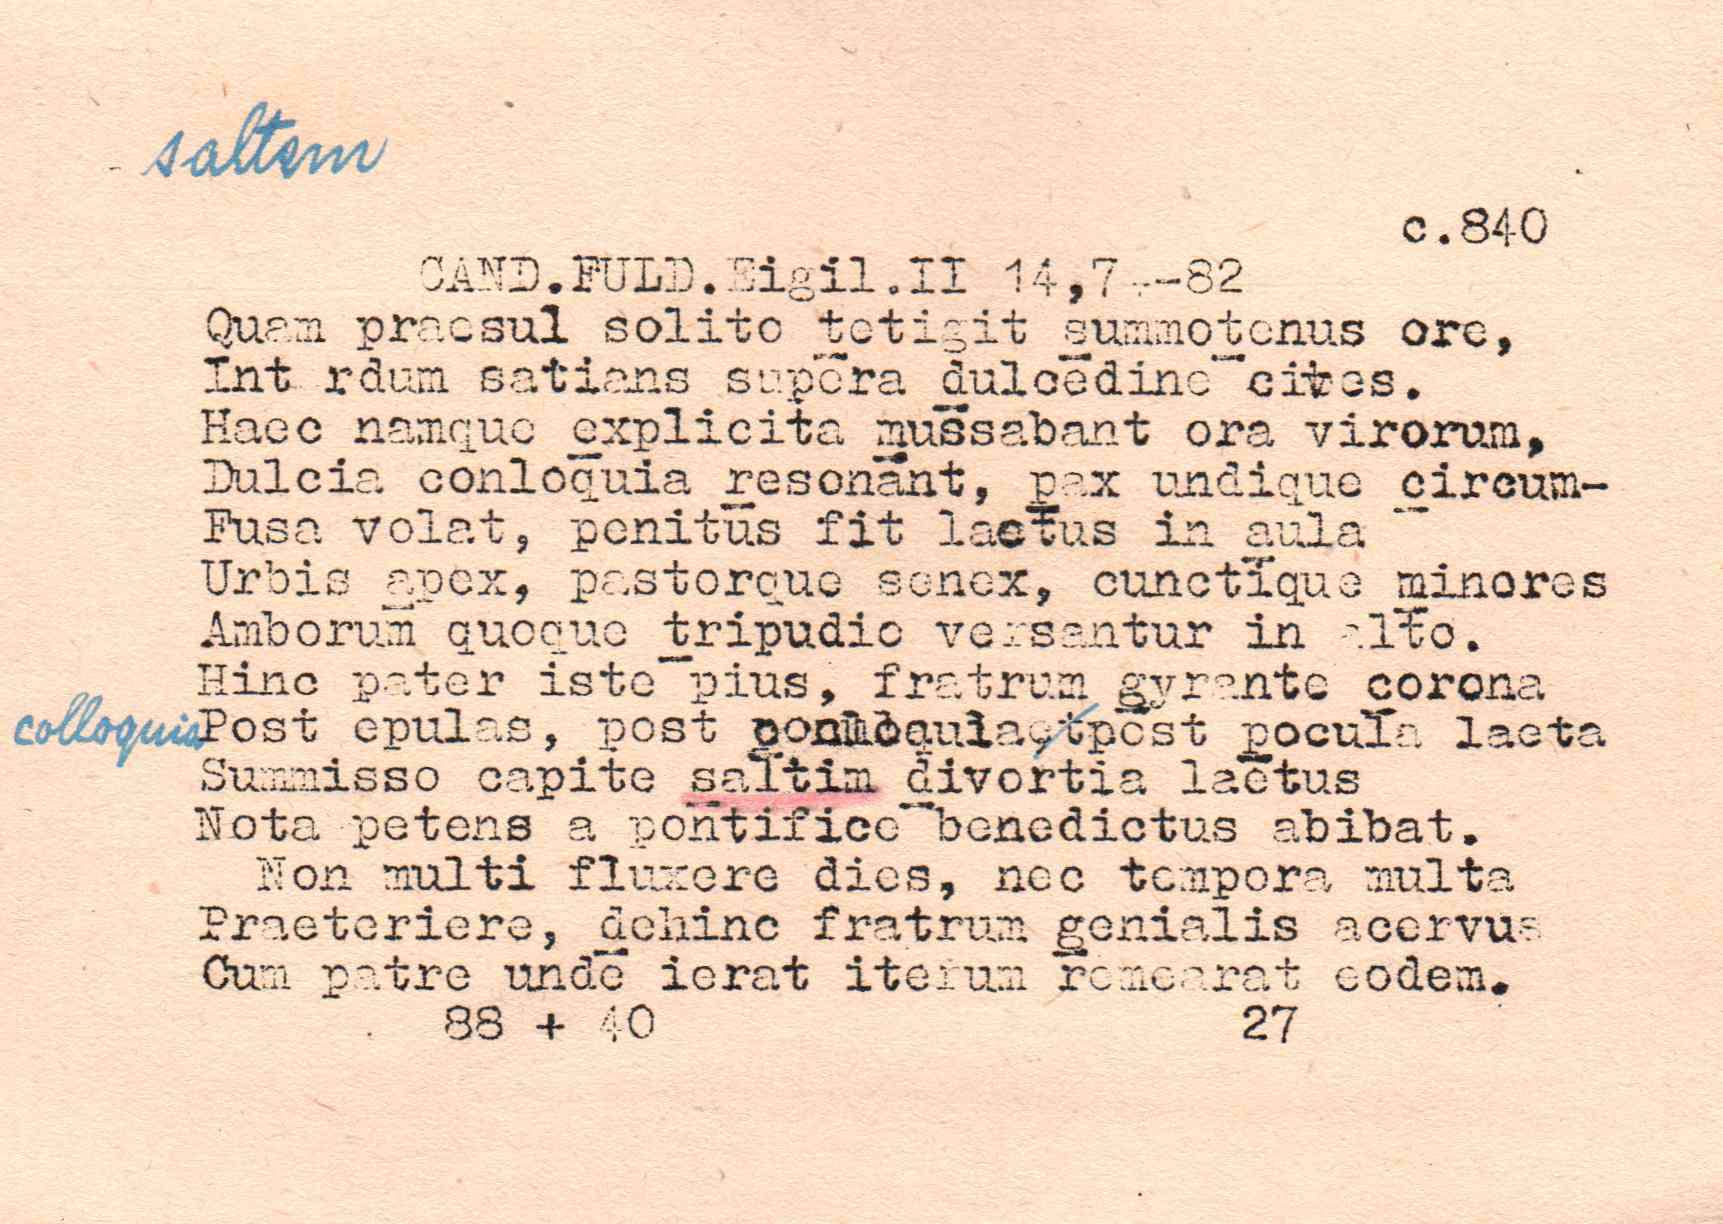 saltem
c.840
CAND.FULD.Eigil.II 14,7--82
Quam praesul solito tetigit summotenus ore,
Int rdum satians supera dulcedine cives.
Haec namque explicita mussabant ora virorum,
Dulcia conloquia resonant, pax undique circum-
Fusa volat, penitus fit laetus in aula
Urbis apex, pastorque senex, cunctique minores
Amborum quoque tripudio versantur in alto.
Hinc pater iste pius, fratrum gyrante corona
colloquia Post epulas, post conloquia et post pocula laeta
Summisso capite saltim divortia laetus
Nota petens a pontifice benedictus abibat.
Non multi fluxere dies, nec tempora multa
Praeteriere, dehinc fratrum genialis acervus
Cum patre unde ierat iterum remearat eodem.
88 + 40 27